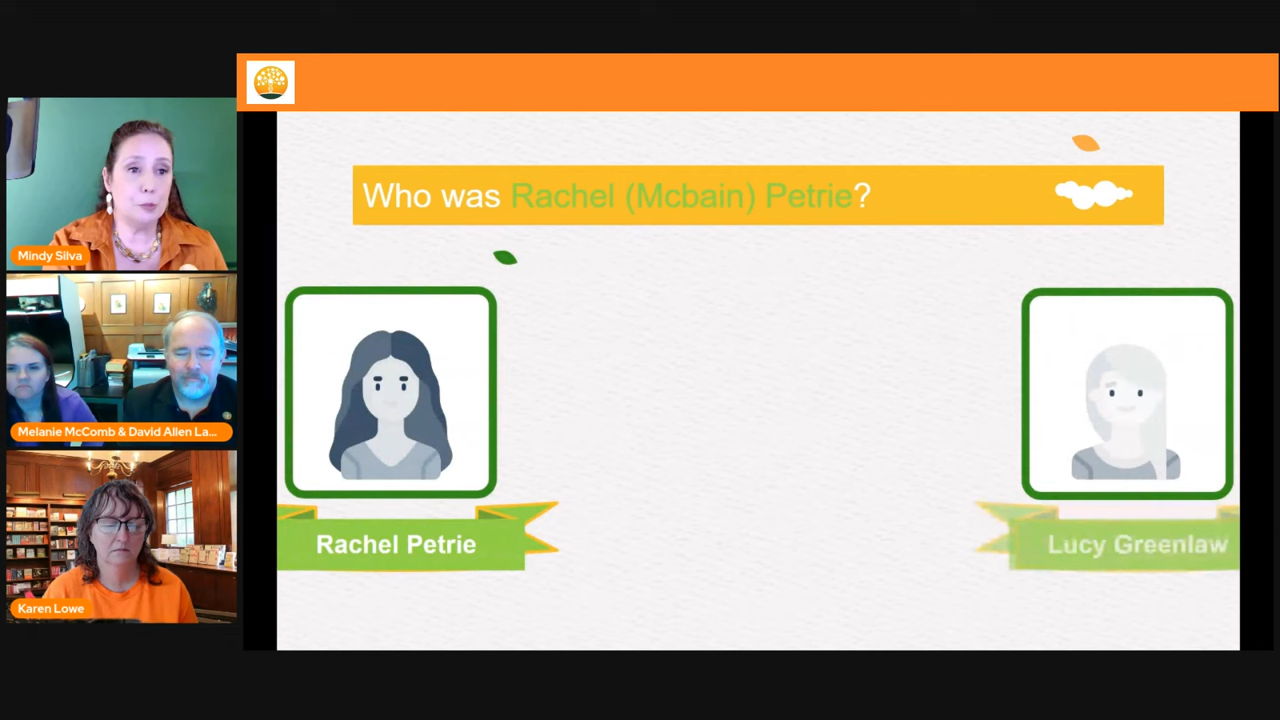 Who was Rachel (Mcbain) Petrie?
Mindy Silva
Melanie McComb & David Allen La...
Karen Lowe
Rachel Petrie
Lucy Greenlaw